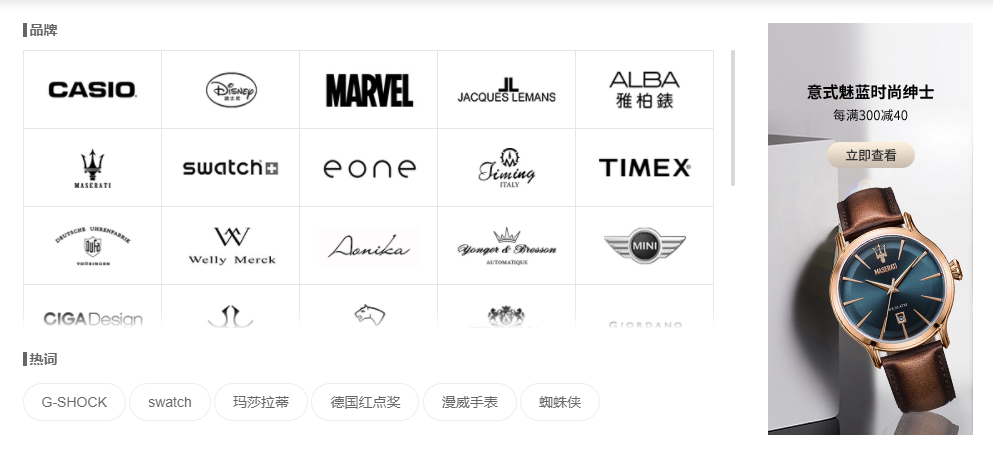 品牌
CASIO
Disney
迪士尼
MARVEL
JL
JACQUES LEMANS
ALBA
雅柏錶
MASERATI
swatch
eone
Timing
ITALY
TIMEX
DEUTSCHE UHRENFABRIK
DUFA
THÜRINGEN
W
Welly Merck
Aonika
Yonger & Bresson
AUTOMATIQUE
MINI
CIGA Design
GIORDANO
热词
G-SHOCK
swatch
玛莎拉蒂
德国红点奖
漫威手表
蜘蛛侠
意式魅蓝时尚绅士
每满300减40
立即查看
MASERATI